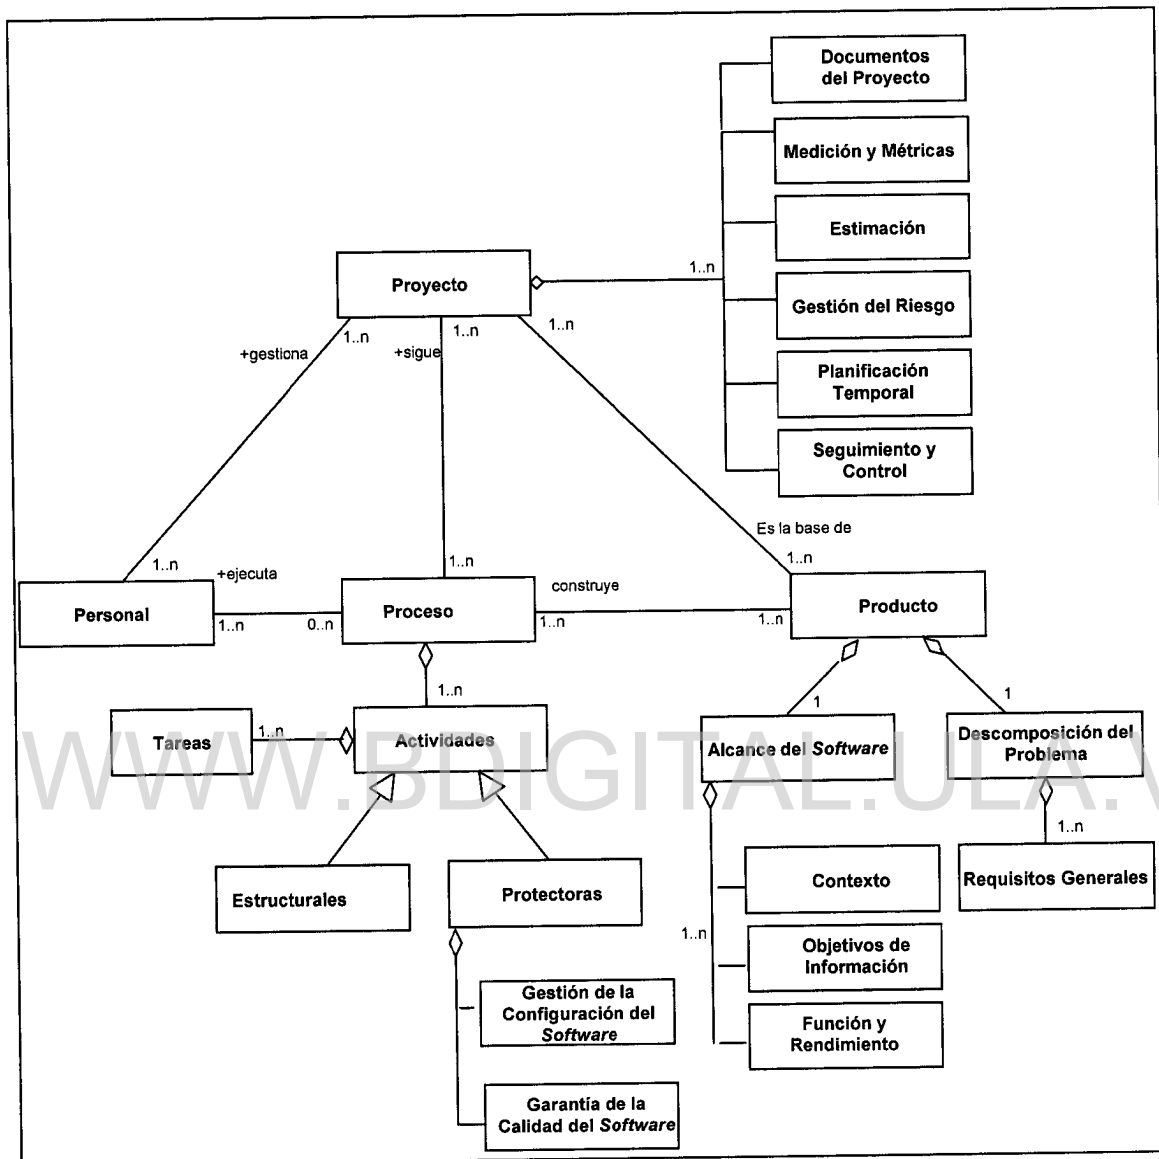 Documentos
del Proyecto
Medición y Métricas
Estimación
Proyecto
1..n
Gestión del Riesgo
1..n
1..n
1..n
+gestiona
+sigue
Planificación
Temporal
Seguimiento y
Control
Es la base de
1..n
1..n
1..n
+ejecuta
construye
Personal
Proceso
Producto
1..n
0..n
1..n
1..n
1..n
1
1
Tareas
1..n
Actividades
Alcance del Software
Descomposición del
Problema
WWW.BDIGITAL.ULA.V
1..n
Estructurales
Protectoras
Contexto
Requisitos Generales
1..n
Objetivos de
Información
Gestión de la
Configuración del
Software
Función y
Rendimiento
Garantía de la
Calidad del Software